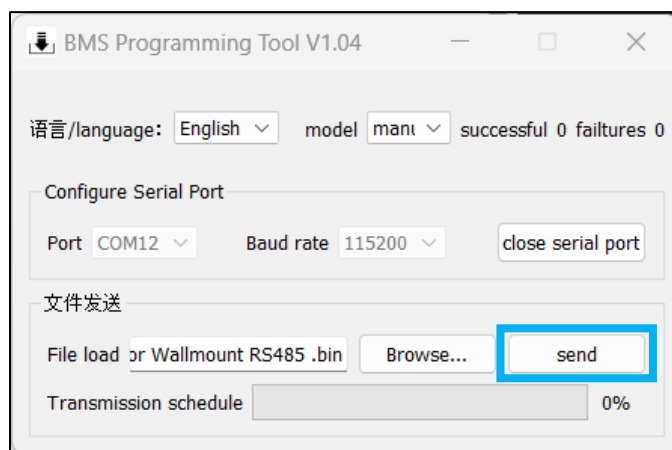 BMS Programming Tool V1.04
语言/language: English model manu successful 0 failtures 0
Configure Serial Port
Port COM12 Baud rate 115200 close serial port
文件发送
File load or Wallmount RS485 .bin Browse... send
Transmission schedule 0%